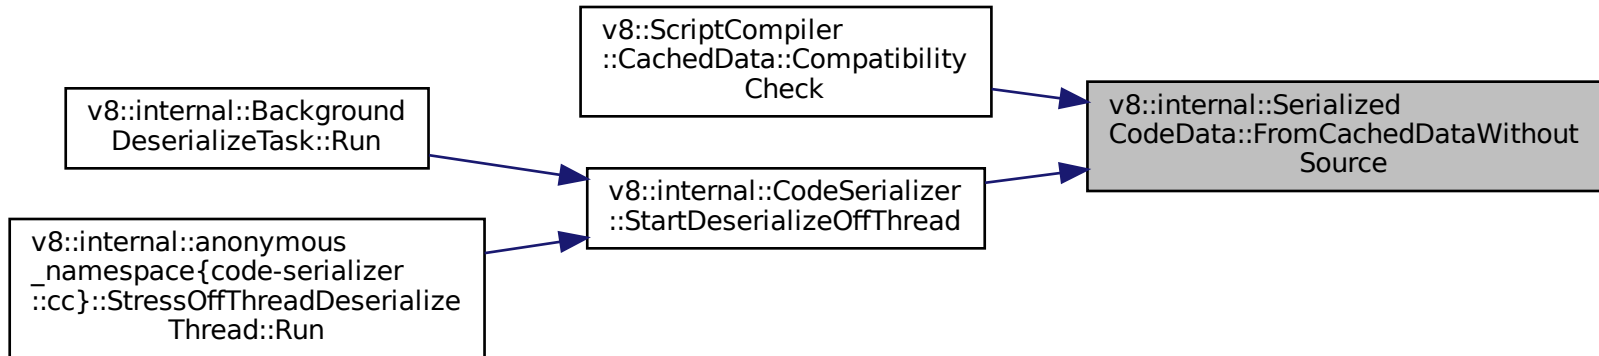 v8::ScriptCompiler
::CachedData::Compatibility
Check
v8::internal::Serialized
CodeData::FromCachedDataWithout
Source
v8::internal::Background
DeserializeTask::Run
v8::internal::CodeSerializer
::StartDeserializeOffThread
v8::internal::anonymous
_namespace{code-serializer
::cc}::StressOffThreadDeserialize
Thread::Run